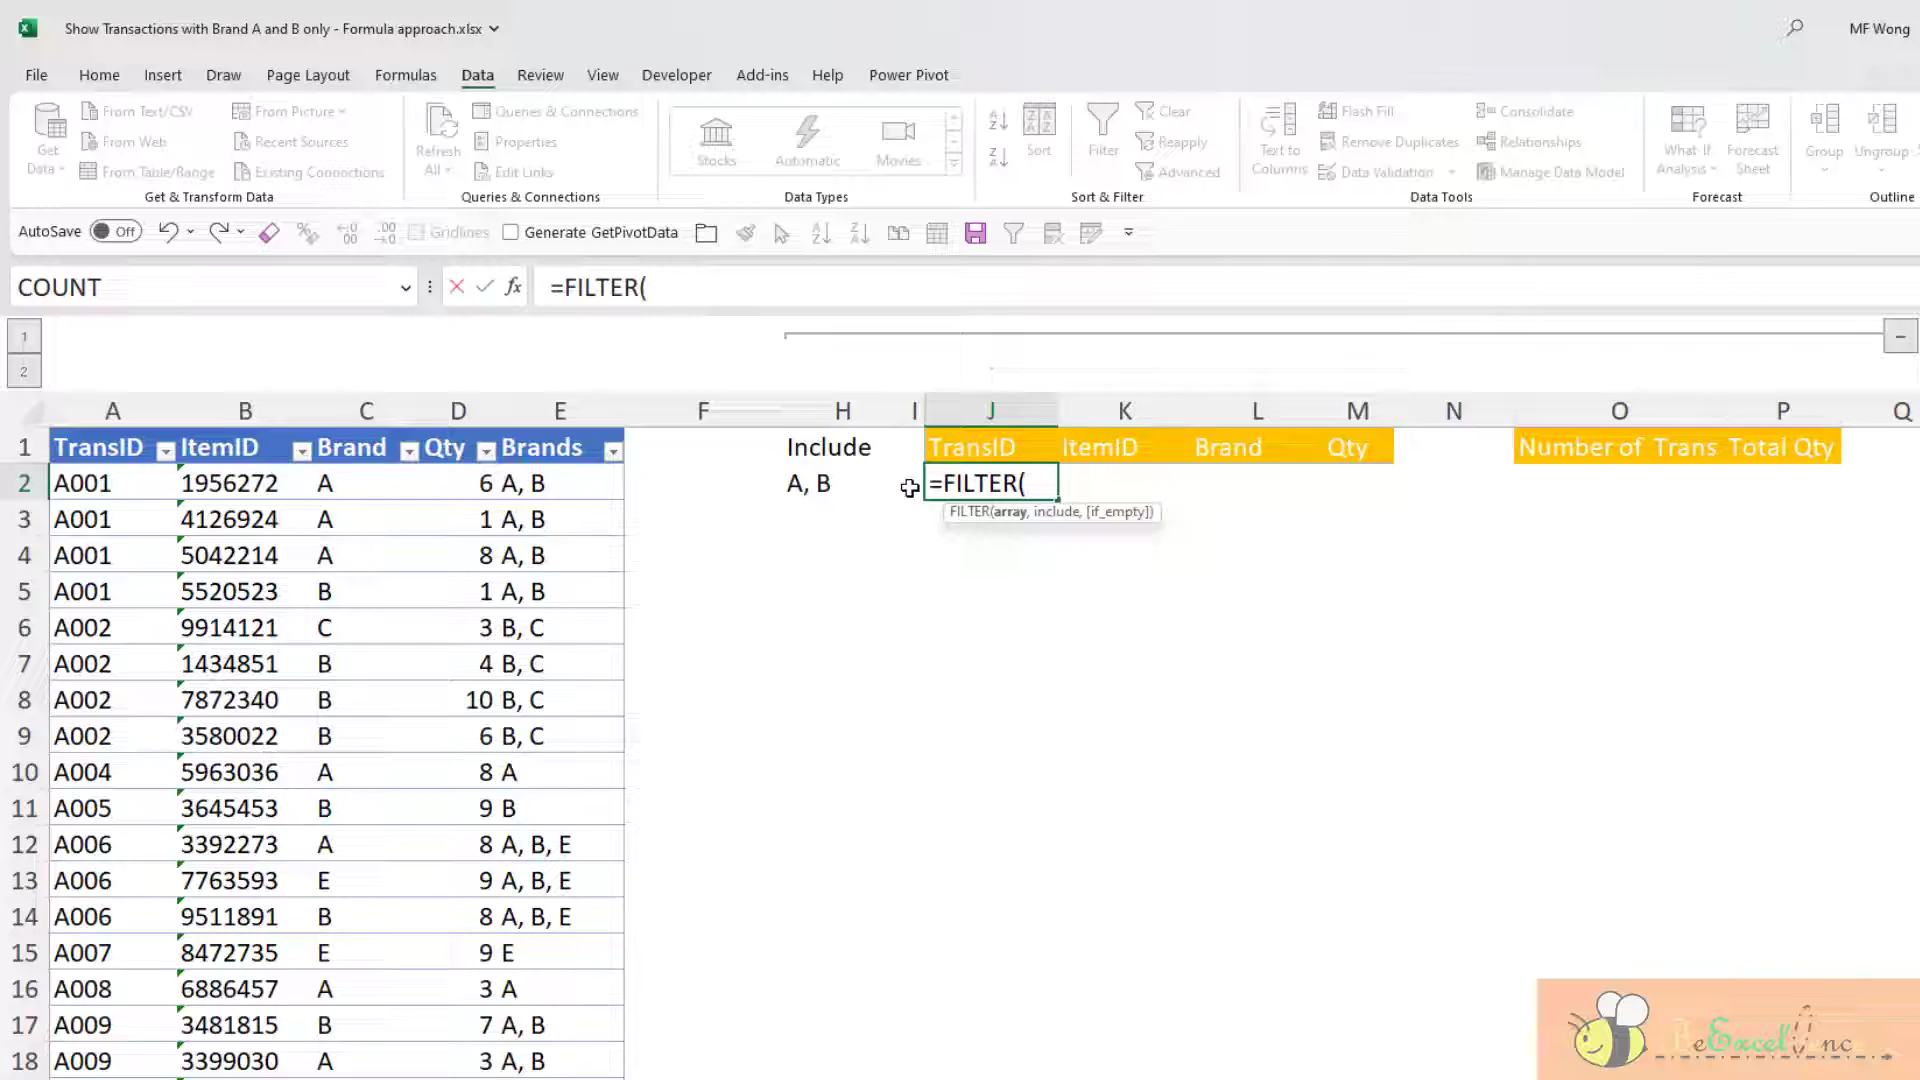 Show Transactions with Brand A and B only - Formula approach.xlsx
MF Wong
File Home Insert Draw Page Layout Formulas Data Review View Developer Add-ins Help Power Pivot
Get Data
From Text/CSV
From Web
From Table/Range
From Picture
Recent Sources
Existing Connections
Get & Transform Data
Refresh All
Queries & Connections
Properties
Edit Links
Queries & Connections
Stocks Automatic Movies
Data Types
Sort
Filter
Clear
Reapply
Advanced
Sort & Filter
Text to Columns
Flash Fill
Remove Duplicates
Data Validation
Consolidate
Relationships
Manage Data Model
Data Tools
What-If Analysis
Forecast Sheet
Forecast
Group Ungroup
Outline
AutoSave Off Gridlines Generate GetPivotData
COUNT fx =FILTER(
1
2
A B C D E F H I J K L M N O P Q
1 TransID ItemID Brand Qty Brands Include TransID ItemID Brand Qty Number of Trans Total Qty
2 A001 1956272 A 6 A, B A, B =FILTER(
FILTER(array, include, [if_empty])
3 A001 4126924 A 1 A, B
4 A001 5042214 A 8 A, B
5 A001 5520523 B 1 A, B
6 A002 9914121 C 3 B, C
7 A002 1434851 B 4 B, C
8 A002 7872340 B 10 B, C
9 A002 3580022 B 6 B, C
10 A004 5963036 A 8 A
11 A005 3645453 B 9 B
12 A006 3392273 A 8 A, B, E
13 A006 7763593 E 9 A, B, E
14 A006 9511891 B 8 A, B, E
15 A007 8472735 E 9 E
16 A008 6886457 A 3 A
17 A009 3481815 B 7 A, B
18 A009 3399030 A 3 A, B